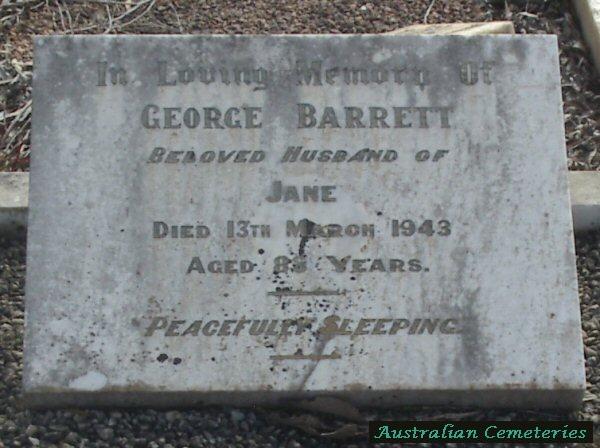 In Loving Memory Of
GEORGE BARRETT
BELOVED HUSBAND OF
JANE
DIED 13TH MARCH 1943
AGED YEARS.
PEACEFULLY SLEEPING.
Australian Cemeteries